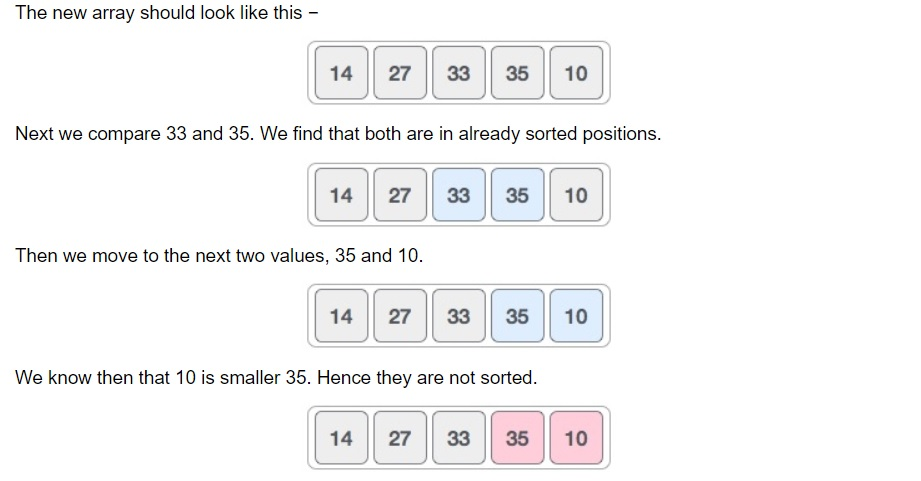 The new array should look like this −
14 27 33 35 10
Next we compare 33 and 35. We find that both are in already sorted positions.
14 27 33 35 10
Then we move to the next two values, 35 and 10.
14 27 33 35 10
We know then that 10 is smaller 35. Hence they are not sorted.
14 27 33 35 10